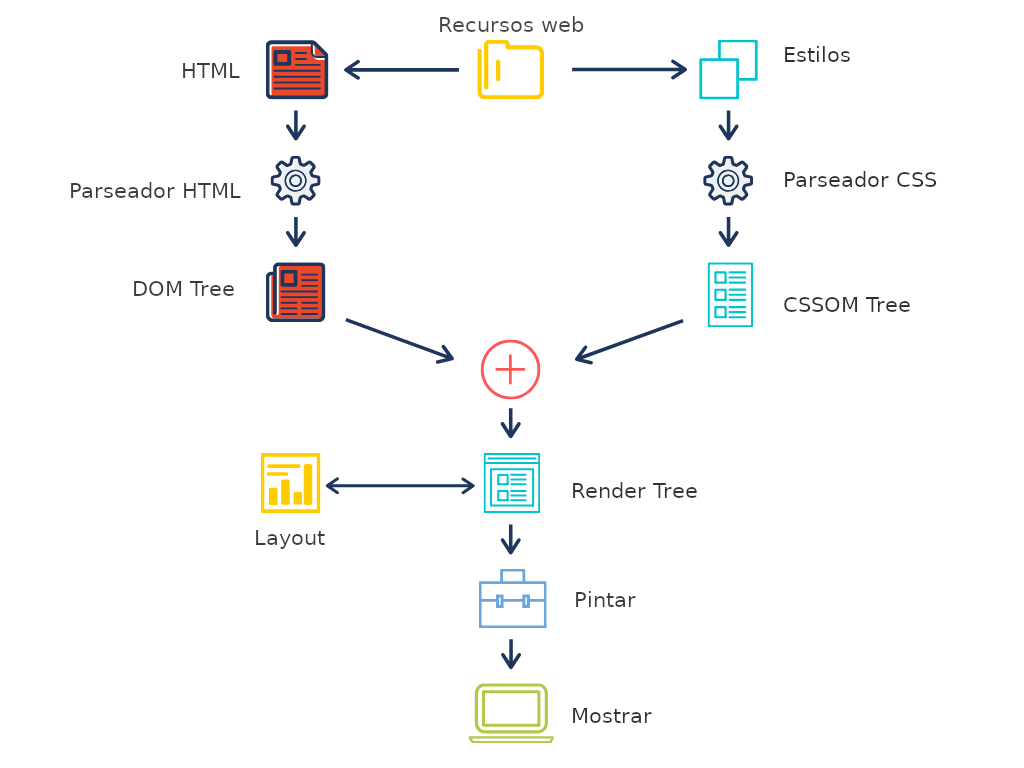 Recursos web
HTML
Estilos
Parseador HTML
Parseador CSS
DOM Tree
CSSOM Tree
Render Tree
Layout
Pintar
Mostrar